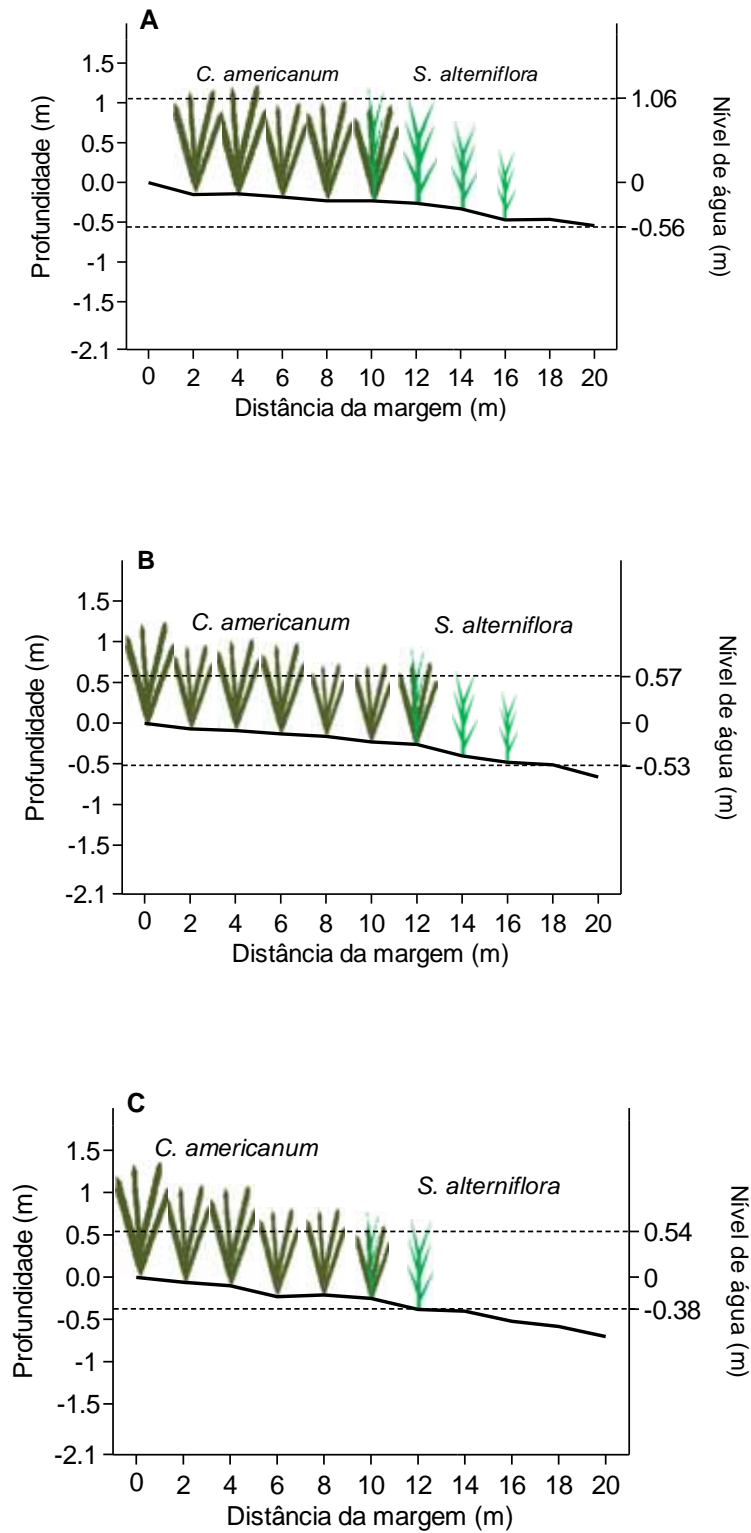 A
C. americanum
S. alterniflora
1.5
1
0.5
0.0
-0.5
-1
-1.5
-2.1
Profundidade (m)
1.06
0
-0.56
Nível de água (m)
0 2 4 6 8 10 12 14 16 18 20
Distância da margem (m)
B
C. americanum
S. alterniflora
1.5
1
0.5
0.0
-0.5
-1
-1.5
-2.1
Profundidade (m)
0.57
0
-0.53
Nível de água (m)
0 2 4 6 8 10 12 14 16 18 20
Distância da margem (m)
C
C. americanum
S. alterniflora
1.5
1
0.5
0.0
-0.5
-1
-1.5
-2.1
Profundidade (m)
0.54
0
-0.38
Nível de água (m)
0 2 4 6 8 10 12 14 16 18 20
Distância da margem (m)